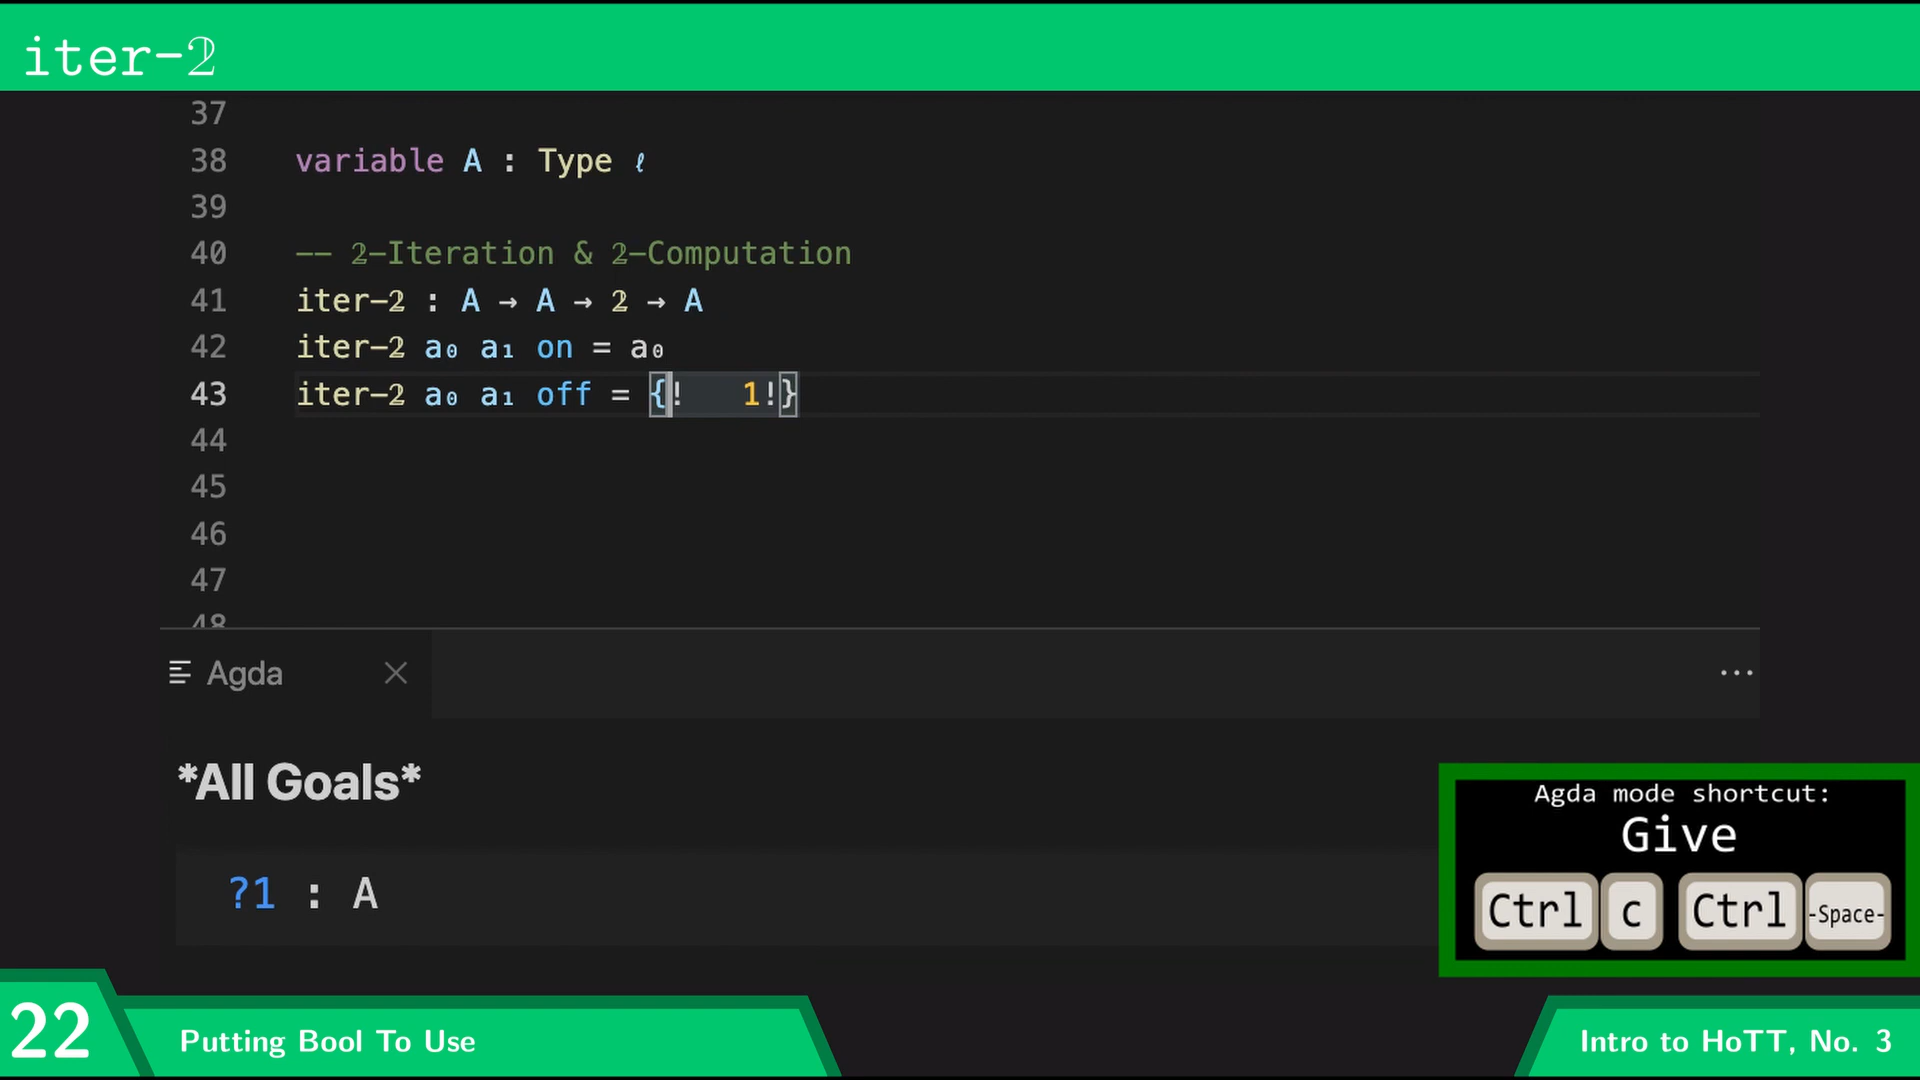 iter-𝟚
37
38 variable A : Type ℓ
39
40 -- 𝟚-Iteration & 𝟚-Computation
41 iter-𝟚 : A → A → 𝟚 → A
42 iter-𝟚 a₀ a₁ on = a₀
43 iter-𝟚 a₀ a₁ off = {!   1!}
44
45
46
47
48
Agda
*All Goals*
?1 : A
Agda mode shortcut:
Give
Ctrl c Ctrl -Space-
22 Putting Bool To Use
Intro to HoTT, No. 3